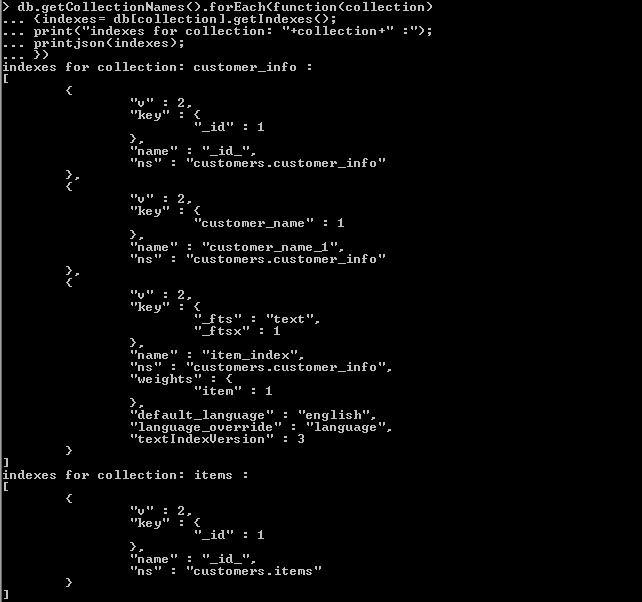 > db.getCollectionNames().forEach(function(collection)
... {indexes= db[collection].getIndexes();
... print("indexes for collection: "+collection+" :");
... printjson(indexes);
... })
indexes for collection: customer_info :
[
        {
                "v" : 2,
                "key" : {
                        "_id" : 1
                },
                "name" : "_id_",
                "ns" : "customers.customer_info"
        },
        {
                "v" : 2,
                "key" : {
                        "customer_name" : 1
                },
                "name" : "customer_name_1",
                "ns" : "customers.customer_info"
        },
        {
                "v" : 2,
                "key" : {
                        "_fts" : "text",
                        "_ftsx" : 1
                },
                "name" : "item_index",
                "ns" : "customers.customer_info",
                "weights" : {
                        "item" : 1
                },
                "default_language" : "english",
                "language_override" : "language",
                "textIndexVersion" : 3
        }
]
indexes for collection: items :
[
        {
                "v" : 2,
                "key" : {
                        "_id" : 1
                },
                "name" : "_id_",
                "ns" : "customers.items"
        }
]